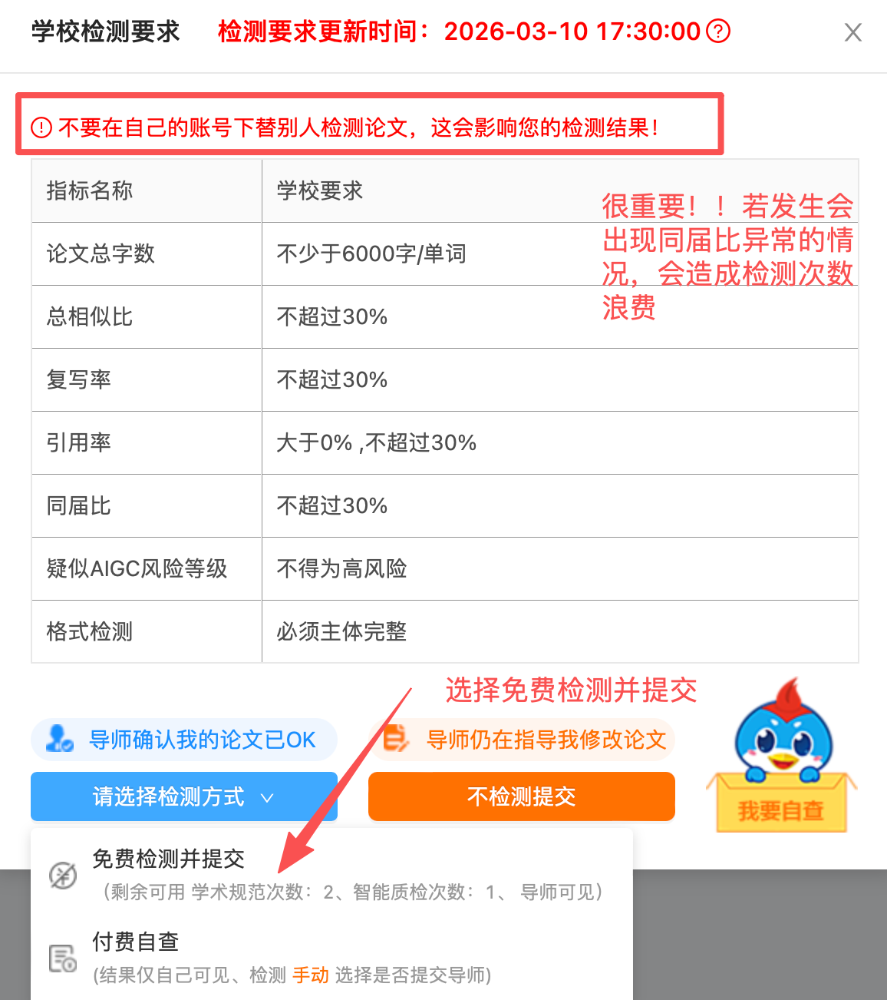 学校检测要求 检测要求更新时间：2026-03-10 17:30:00
不要在自己的账号下替别人检测论文，这会影响您的检测结果！
指标名称 学校要求
很重要！！若发生会
出现同届比异常的情
况，会造成检测次数
浪费
论文总字数 不少于6000字/单词
总相似比 不超过30%
复写率 不超过30%
引用率 大于0% ,不超过30%
同届比 不超过30%
疑似AIGC风险等级 不得为高风险
格式检测 必须主体完整
选择免费检测并提交
导师确认我的论文已OK 导师仍在指导我修改论文
请选择检测方式 不检测提交
我要自查
免费检测并提交
（剩余可用 学术规范次数：2、智能质检次数：1、 导师可见）
付费自查
(结果仅自己可见、检测 手动 选择是否提交导师)